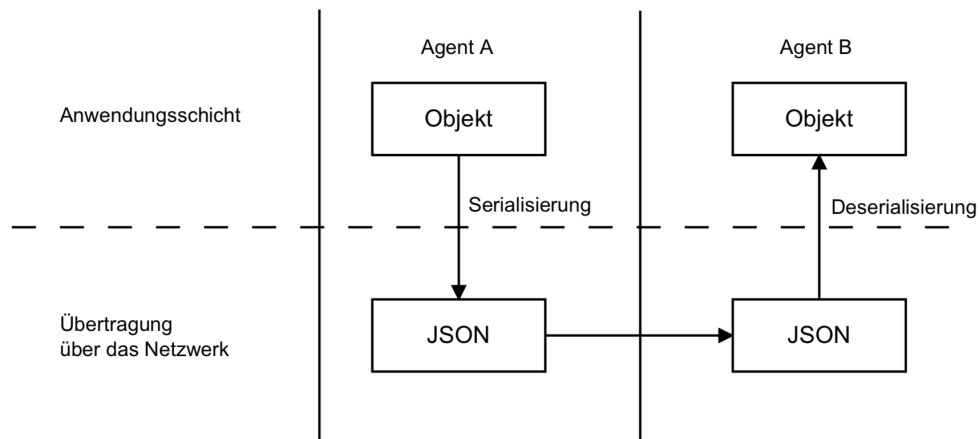 Agent A
Agent B
Anwendungsschicht
Objekt
Objekt
Serialisierung
Deserialisierung
Übertragung
über das Netzwerk
JSON
JSON